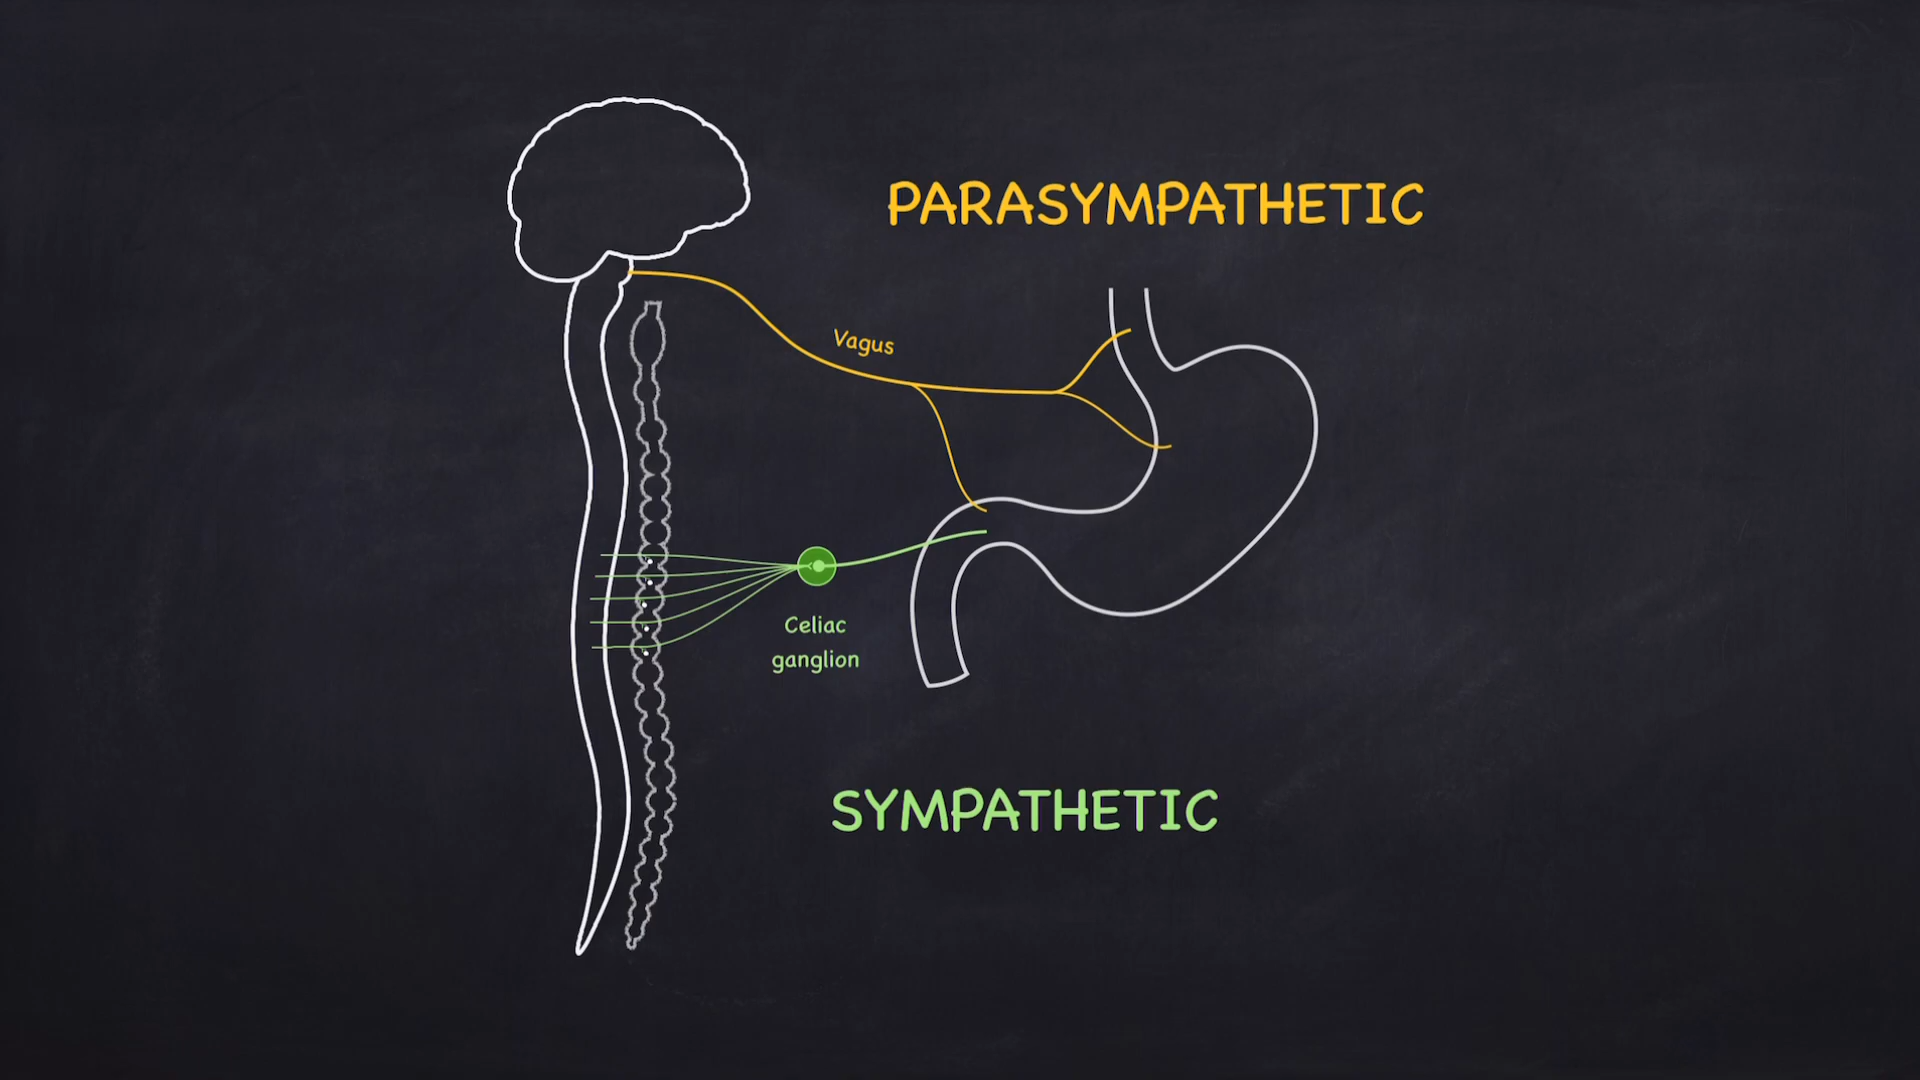 PARASYMPATHETIC
Vagus
Celiac
ganglion
SYMPATHETIC